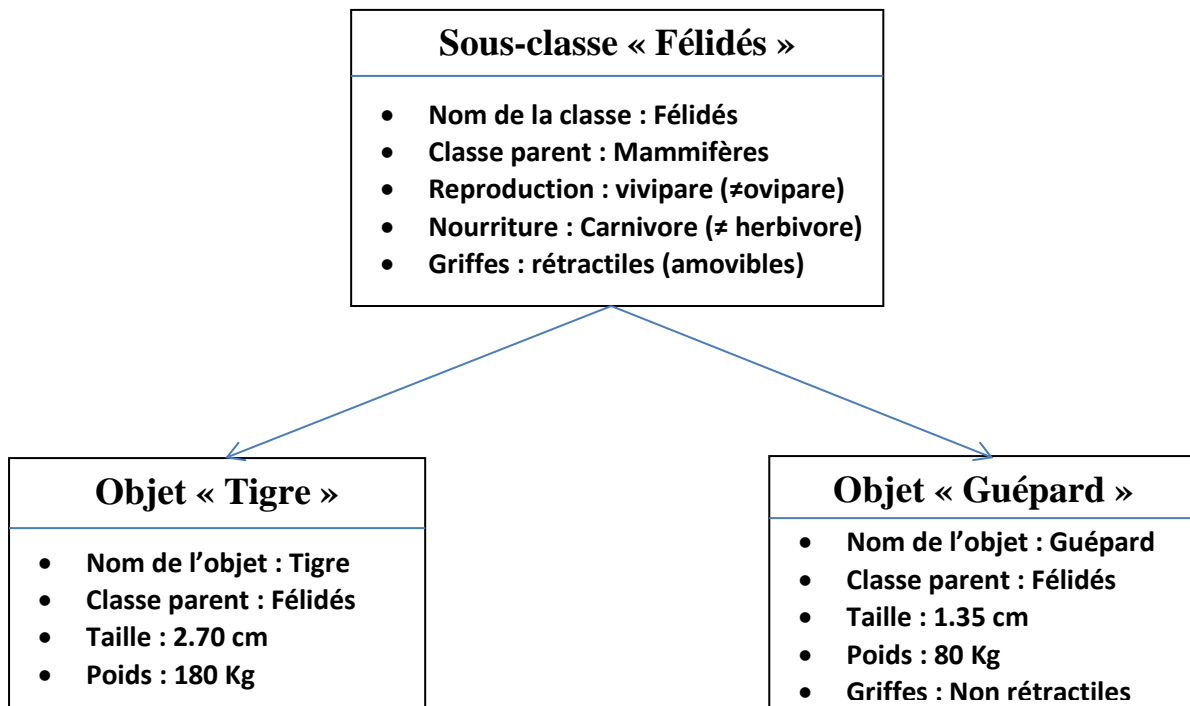 Sous-classe « Félidés »
• Nom de la classe : Félidés
• Classe parent : Mammifères
• Reproduction : vivipare (≠ovipare)
• Nourriture : Carnivore (≠ herbivore)
• Griffes : rétractiles (amovibles)
Objet « Tigre »
• Nom de l’objet : Tigre
• Classe parent : Félidés
• Taille : 2.70 cm
• Poids : 180 Kg
Objet « Guépard »
• Nom de l’objet : Guépard
• Classe parent : Félidés
• Taille : 1.35 cm
• Poids : 80 Kg
• Griffes : Non rétractiles